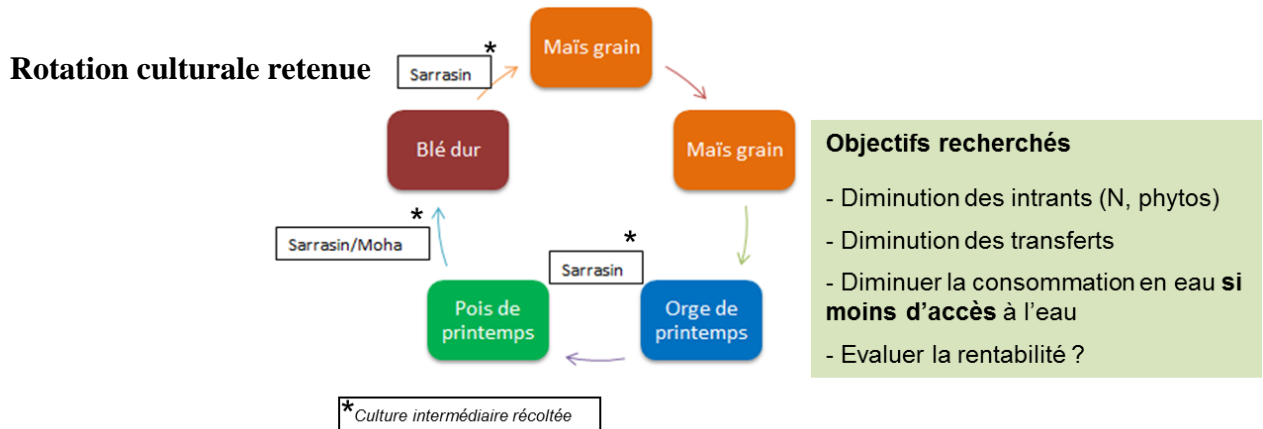 Rotation culturale retenue
*
Sarrasin
Maïs grain
Maïs grain
Blé dur
*
Sarrasin/Moha
*
Sarrasin
Pois de
printemps
Orge de
printemps
*Culture intermédiaire récoltée
Objectifs recherchés
- Diminution des intrants (N, phytos)
- Diminution des transferts
- Diminuer la consommation en eau si
moins d’accès à l’eau
- Evaluer la rentabilité ?